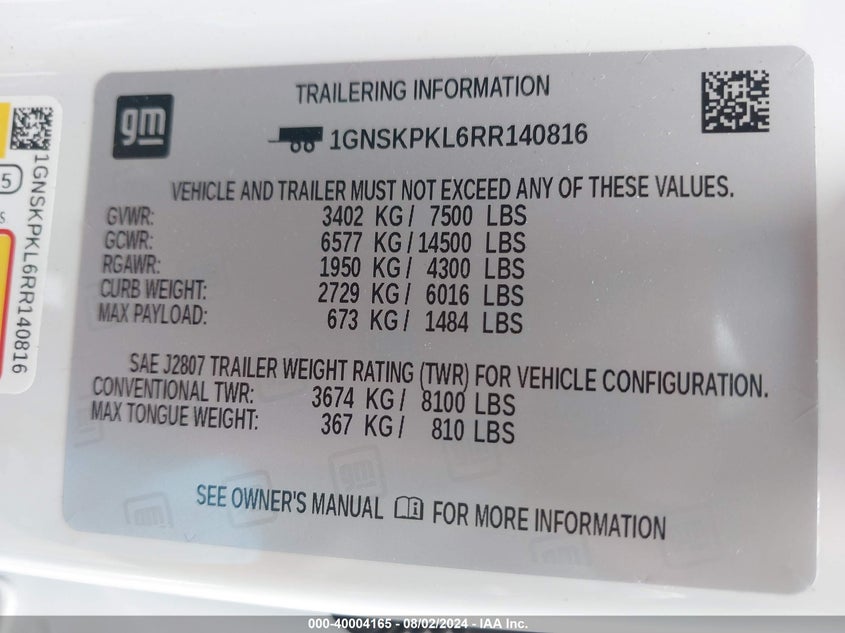 gm
TRAILERING INFORMATION
1GNSKPKL6RR140816
VEHICLE AND TRAILER MUST NOT EXCEED ANY OF THESE VALUES.
GVWR: 3402 KG / 7500 LBS
GCWR: 6577 KG / 14500 LBS
RGAWR: 1950 KG / 4300 LBS
CURB WEIGHT: 2729 KG / 6016 LBS
MAX PAYLOAD: 673 KG / 1484 LBS
SAE J2807 TRAILER WEIGHT RATING (TWR) FOR VEHICLE CONFIGURATION.
CONVENTIONAL TWR: 3674 KG / 8100 LBS
MAX TONGUE WEIGHT: 367 KG / 810 LBS
SEE OWNER'S MANUAL FOR MORE INFORMATION
1GNSKPKL6RR140816
5
S
gm
000-40004165 - 08/02/2024 - IAA Inc.